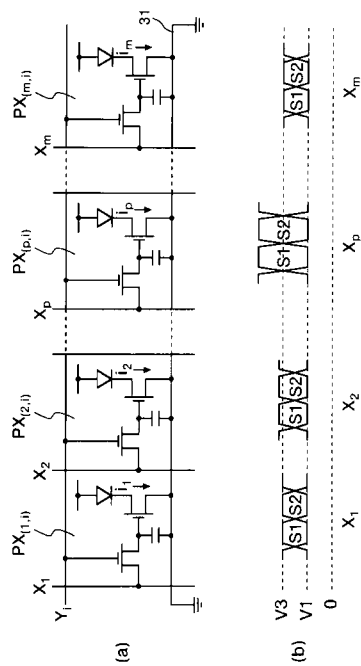 31
PX(1,i) PX(2,i) PX(p,i) PX(m,i)
Yi
X1 X2 Xp Xm
i1 i2 ip im
(a)
V3
V1
0
S1 S2 S1 S2 S1 S2 S1 S2
X1 X2 Xp Xm
(b)